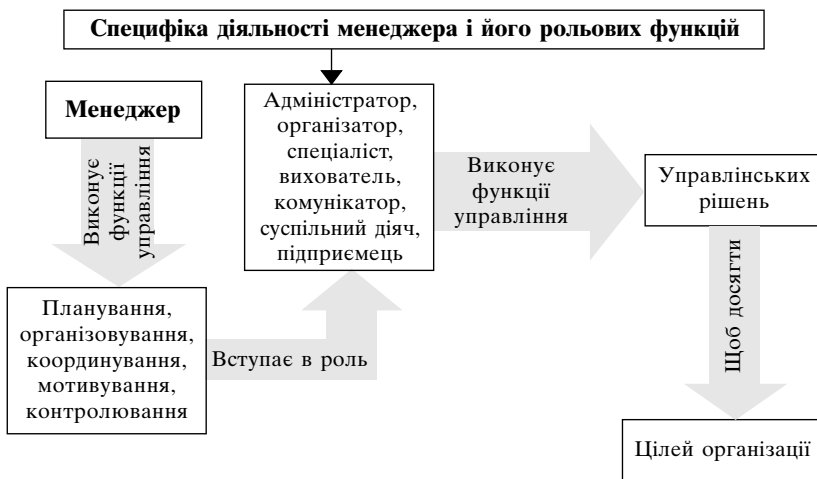 Специфіка діяльності менеджера і його рольових функцій
Менеджер
Виконує
функції
управління
Планування,
організовування,
координування,
мотивування,
контролювання
Вступає в роль
Адміністратор,
організатор,
спеціаліст,
вихователь,
комунікатор,
суспільний діяч,
підприємець
Виконує
функції
управління
Управлінських
рішень
Щоб досягти
Цілей організації